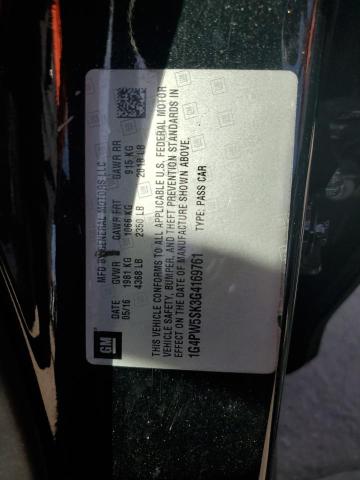 MFD BY GENERAL MOTORS LLC
DATE GVWR GAWR FRT GAWR RR
05/16 1981 KG 1066 KG 915 KG
4368 LB 2350 LB 2018 LB
THIS VEHICLE CONFORMS TO ALL APPLICABLE U.S. FEDERAL MOTOR
VEHICLE SAFETY, BUMPER, AND THEFT PREVENTION STANDARDS IN
EFFECT ON THE DATE OF MANUFACTURE SHOWN ABOVE.
1G4PW5SK3G4169761 TYPE: PASS CAR
GM